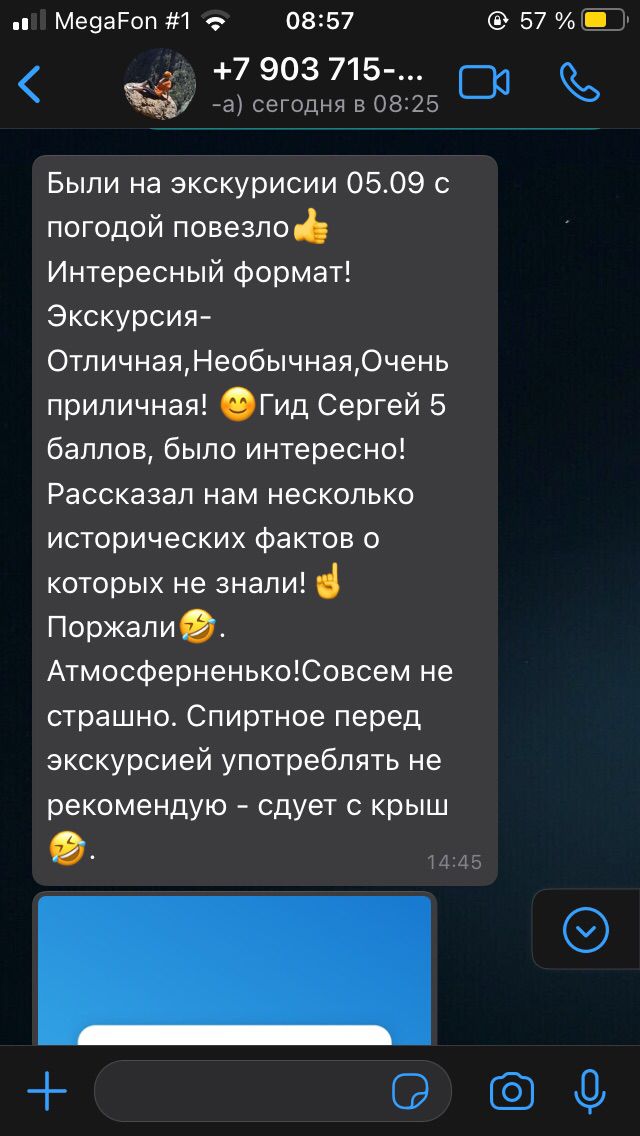 MegaFon #1 08:57 57 %
+7 903 715-...
-а) сегодня в 08:25
Были на экскурисии 05.09 с
погодой повезло👍
Интересный формат!
Экскурсия-
Отличная,Необычная,Очень
приличная! 😊Гид Сергей 5
баллов, было интересно!
Рассказал нам несколько
исторических фактов о
которых не знали!☝
Поржали🤣.
Атмосферненько!Совсем не
страшно. Спиртное перед
экскурсией употреблять не
рекомендую - сдует с крыш
🤣.
14:45